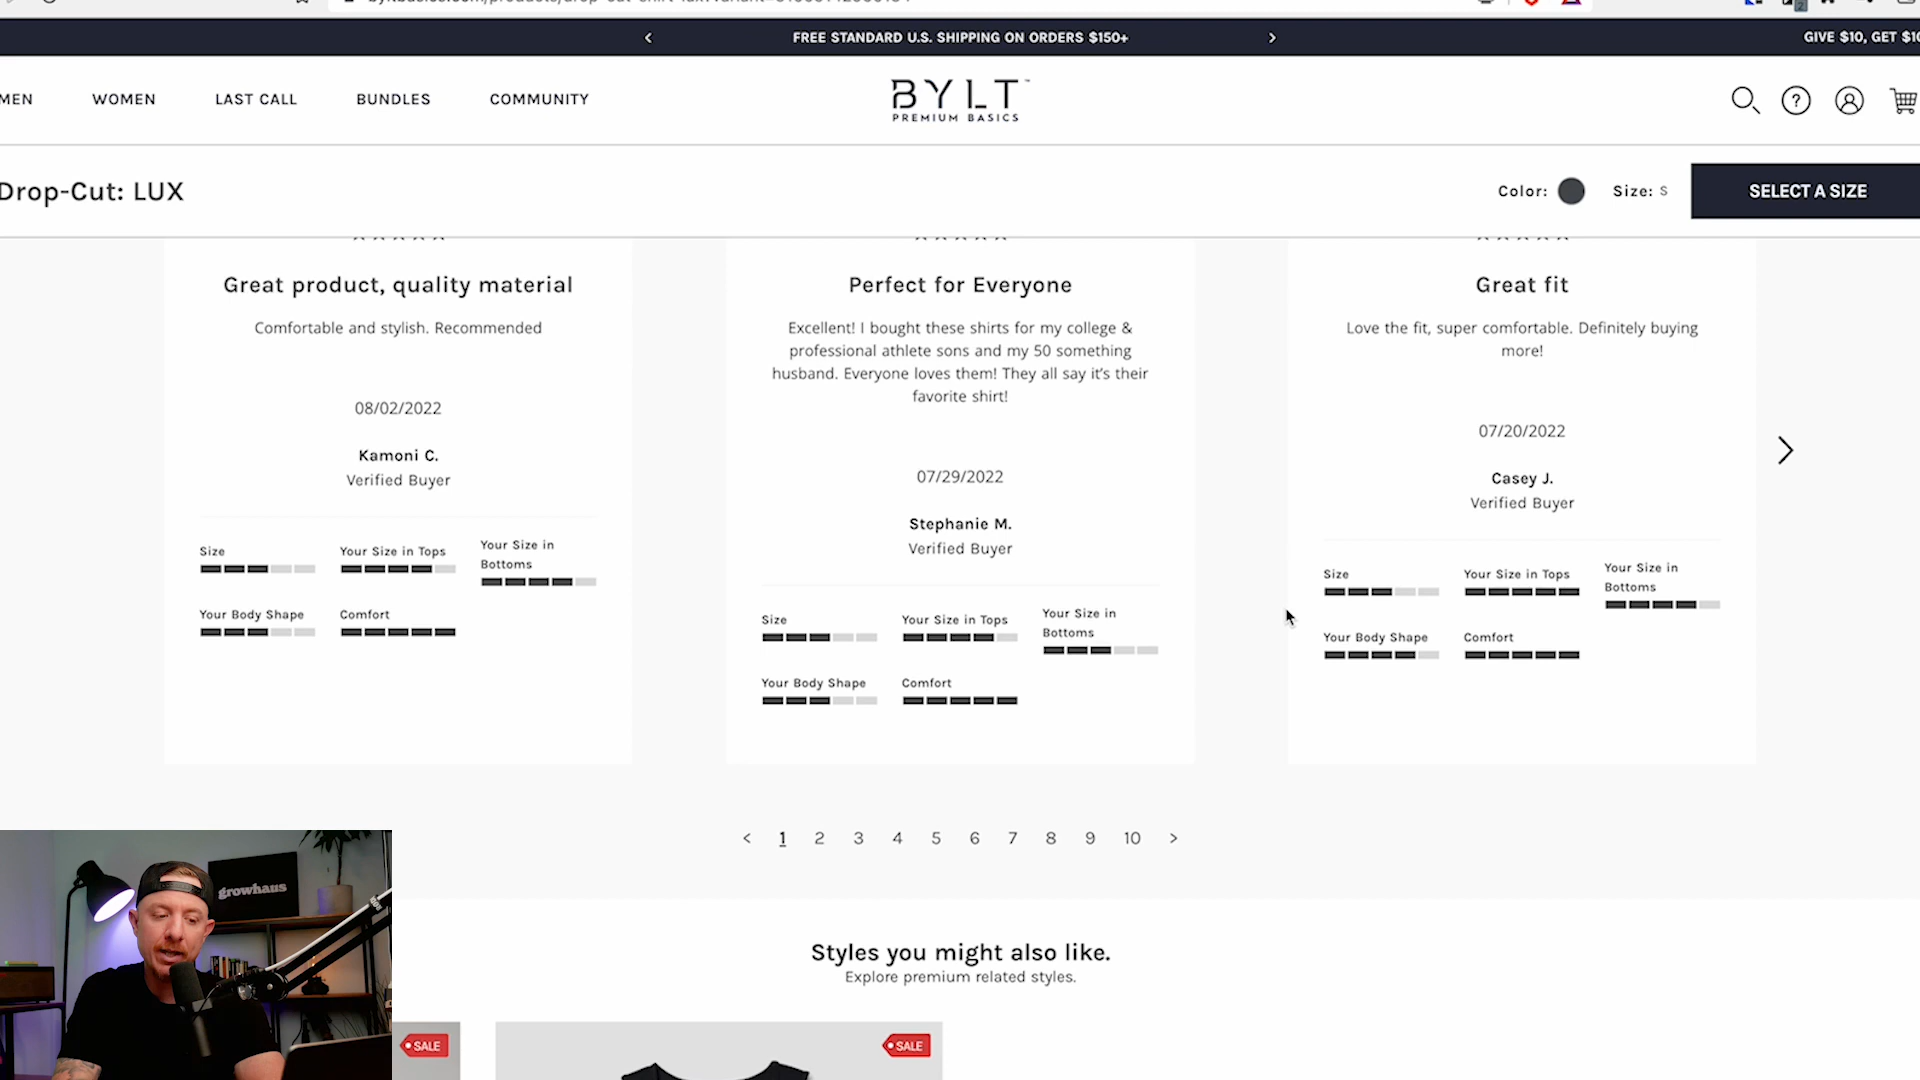 FREE STANDARD U.S. SHIPPING ON ORDERS $150+
GIVE $10, GET $10
MEN
WOMEN
LAST CALL
BUNDLES
COMMUNITY
BYLT
PREMIUM BASICS
Drop-Cut: LUX
Color:
Size: S
SELECT A SIZE
Great product, quality material
Comfortable and stylish. Recommended
08/02/2022
Kamoni C.
Verified Buyer
Size
Your Size in Tops
Your Size in
Bottoms
Your Body Shape
Comfort
Perfect for Everyone
Excellent! I bought these shirts for my college &
professional athlete sons and my 50 something
husband. Everyone loves them! They all say it's their
favorite shirt!
07/29/2022
Stephanie M.
Verified Buyer
Size
Your Size in Tops
Your Size in
Bottoms
Your Body Shape
Comfort
Great fit
Love the fit, super comfortable. Definitely buying
more!
07/20/2022
Casey J.
Verified Buyer
Size
Your Size in Tops
Your Size in
Bottoms
Your Body Shape
Comfort
< 1 2 3 4 5 6 7 8 9 10 >
growhaus
Styles you might also like.
Explore premium related styles.
SALE
SALE